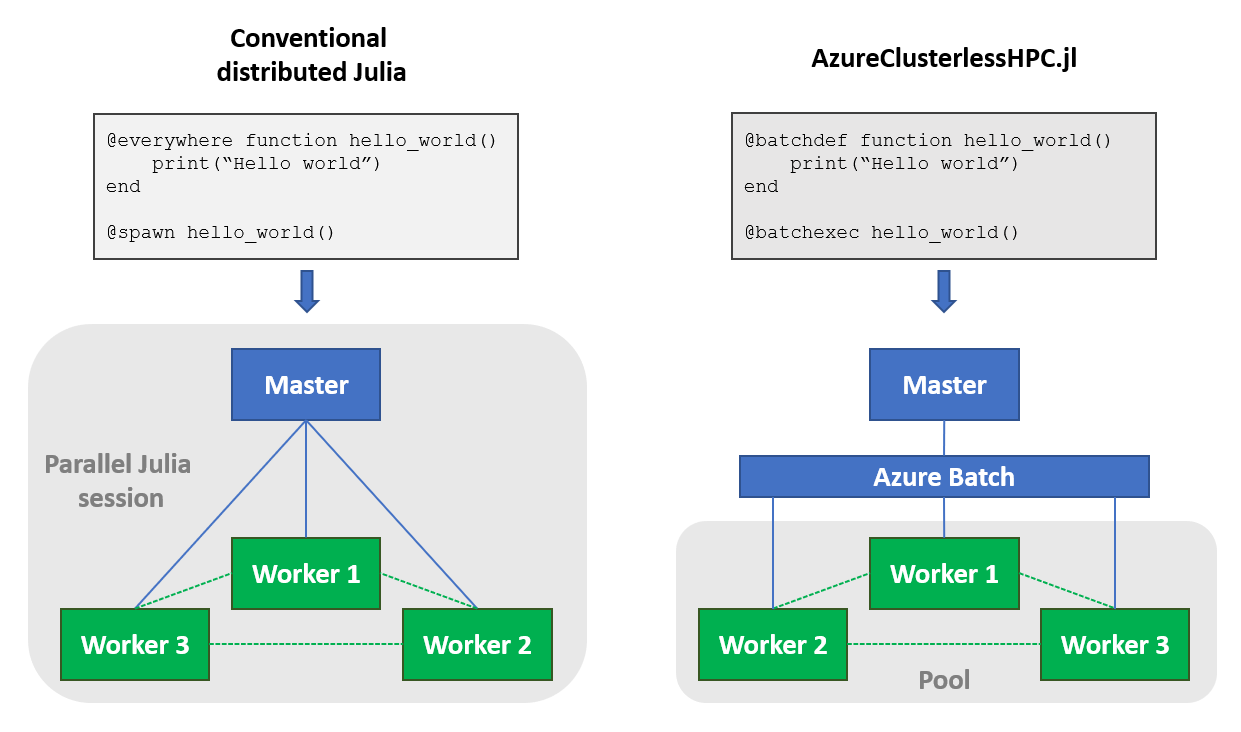 Conventional
distributed Julia
@everywhere function hello_world()
    print(“Hello world”)
end
@spawn hello_world()
Master
Parallel Julia
session
Worker 1
Worker 3
Worker 2
AzureClusterlessHPC.jl
@batchdef function hello_world()
    print(“Hello world”)
end
@batchexec hello_world()
Master
Azure Batch
Worker 1
Worker 2
Worker 3
Pool